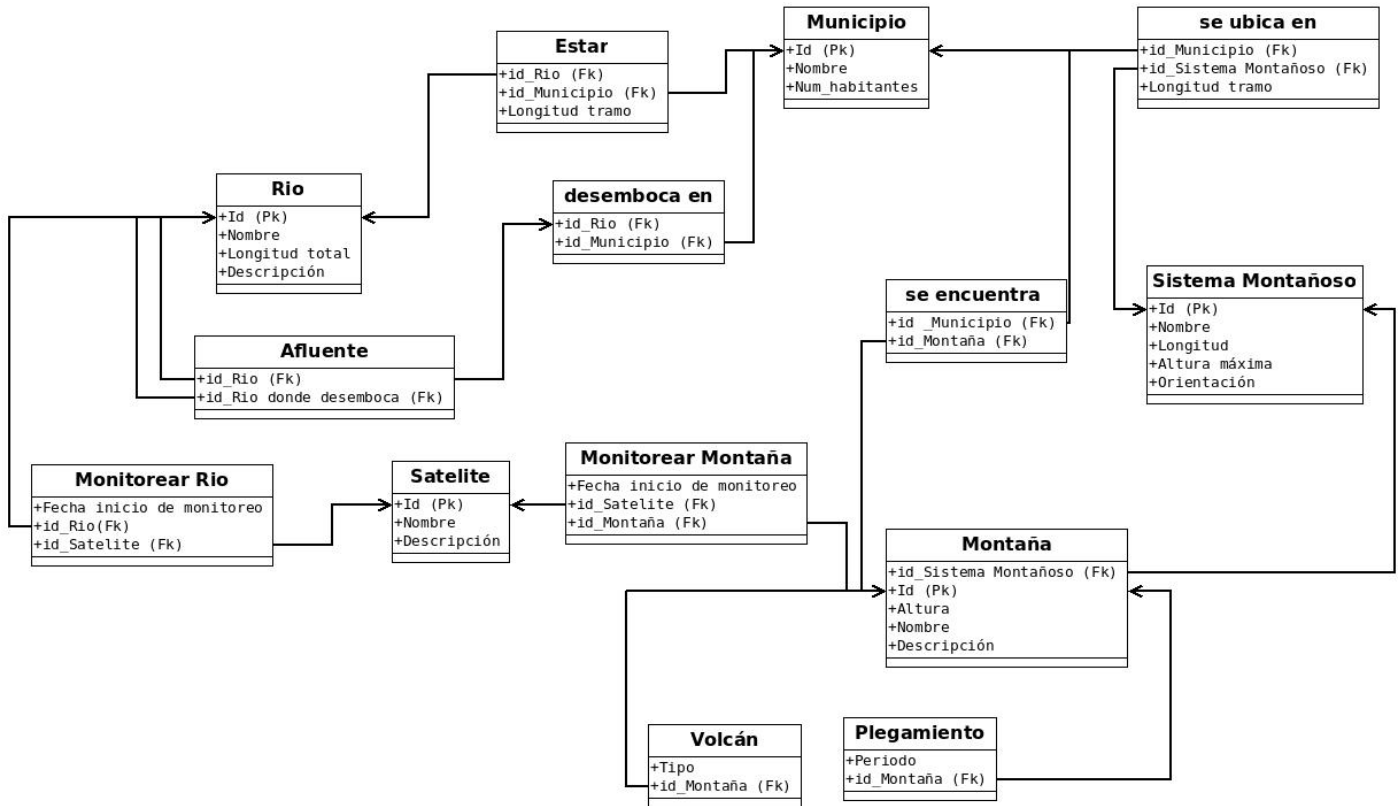 Municipio
+Id (Pk)
+Nombre
+Num_habitantes
se ubica en
+id_Municipio (Fk)
+id_Sistema Montañoso (Fk)
+Longitud tramo
Estar
+id_Rio (Fk)
+id_Municipio (Fk)
+Longitud tramo
Rio
+Id (Pk)
+Nombre
+Longitud total
+Descripción
desemboca en
+id_Rio (Fk)
+id_Municipio (Fk)
se encuentra
+id _Municipio (Fk)
+id_Montaña (Fk)
Sistema Montañoso
+Id (Pk)
+Nombre
+Longitud
+Altura máxima
+Orientación
Afluente
+id_Rio (Fk)
+id_Rio donde desemboca (Fk)
Monitorear Rio
+Fecha inicio de monitoreo
+id_Rio(Fk)
+id_Satelite (Fk)
Satelite
+Id (Pk)
+Nombre
+Descripción
Monitorear Montaña
+Fecha inicio de monitoreo
+id_Satelite (Fk)
+id_Montaña (Fk)
Montaña
+id_Sistema Montañoso (Fk)
+Id (Pk)
+Altura
+Nombre
+Descripción
Volcán
+Tipo
+id_Montaña (Fk)
Plegamiento
+Periodo
+id_Montaña (Fk)